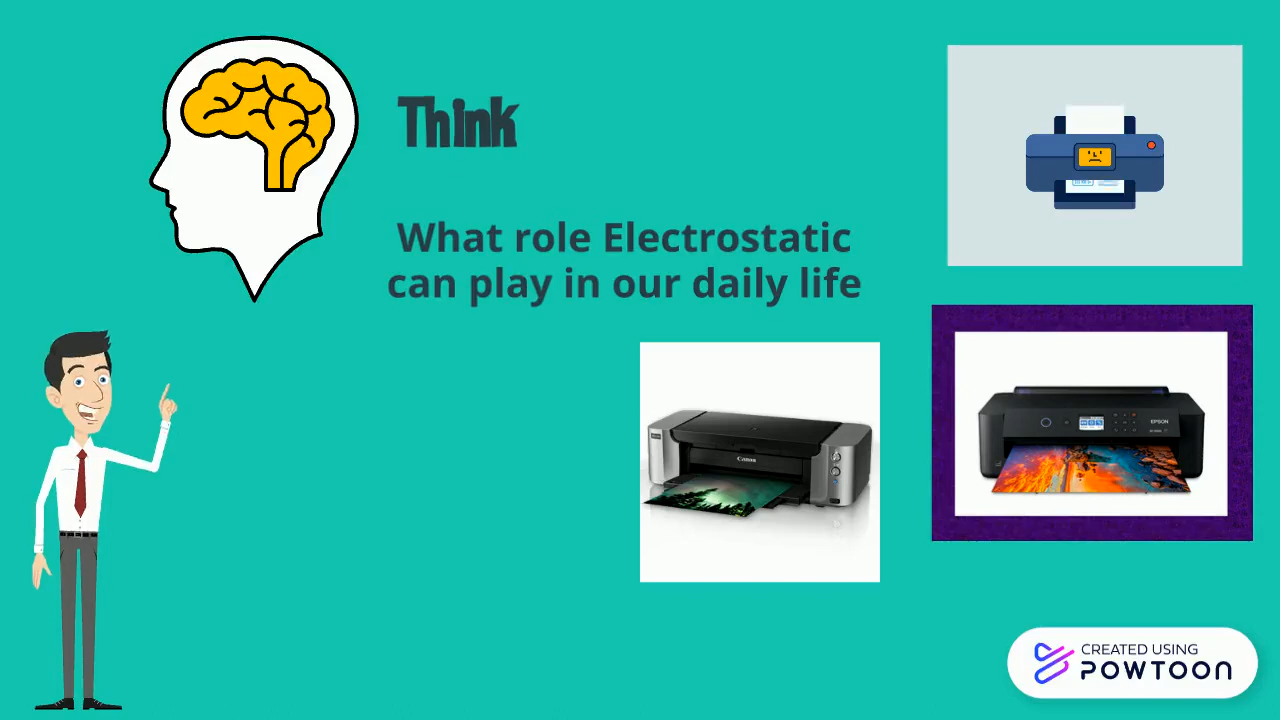 Think
What role Electrostatic
can play in our daily life
Canon
EPSON
CREATED USING
POWTOON